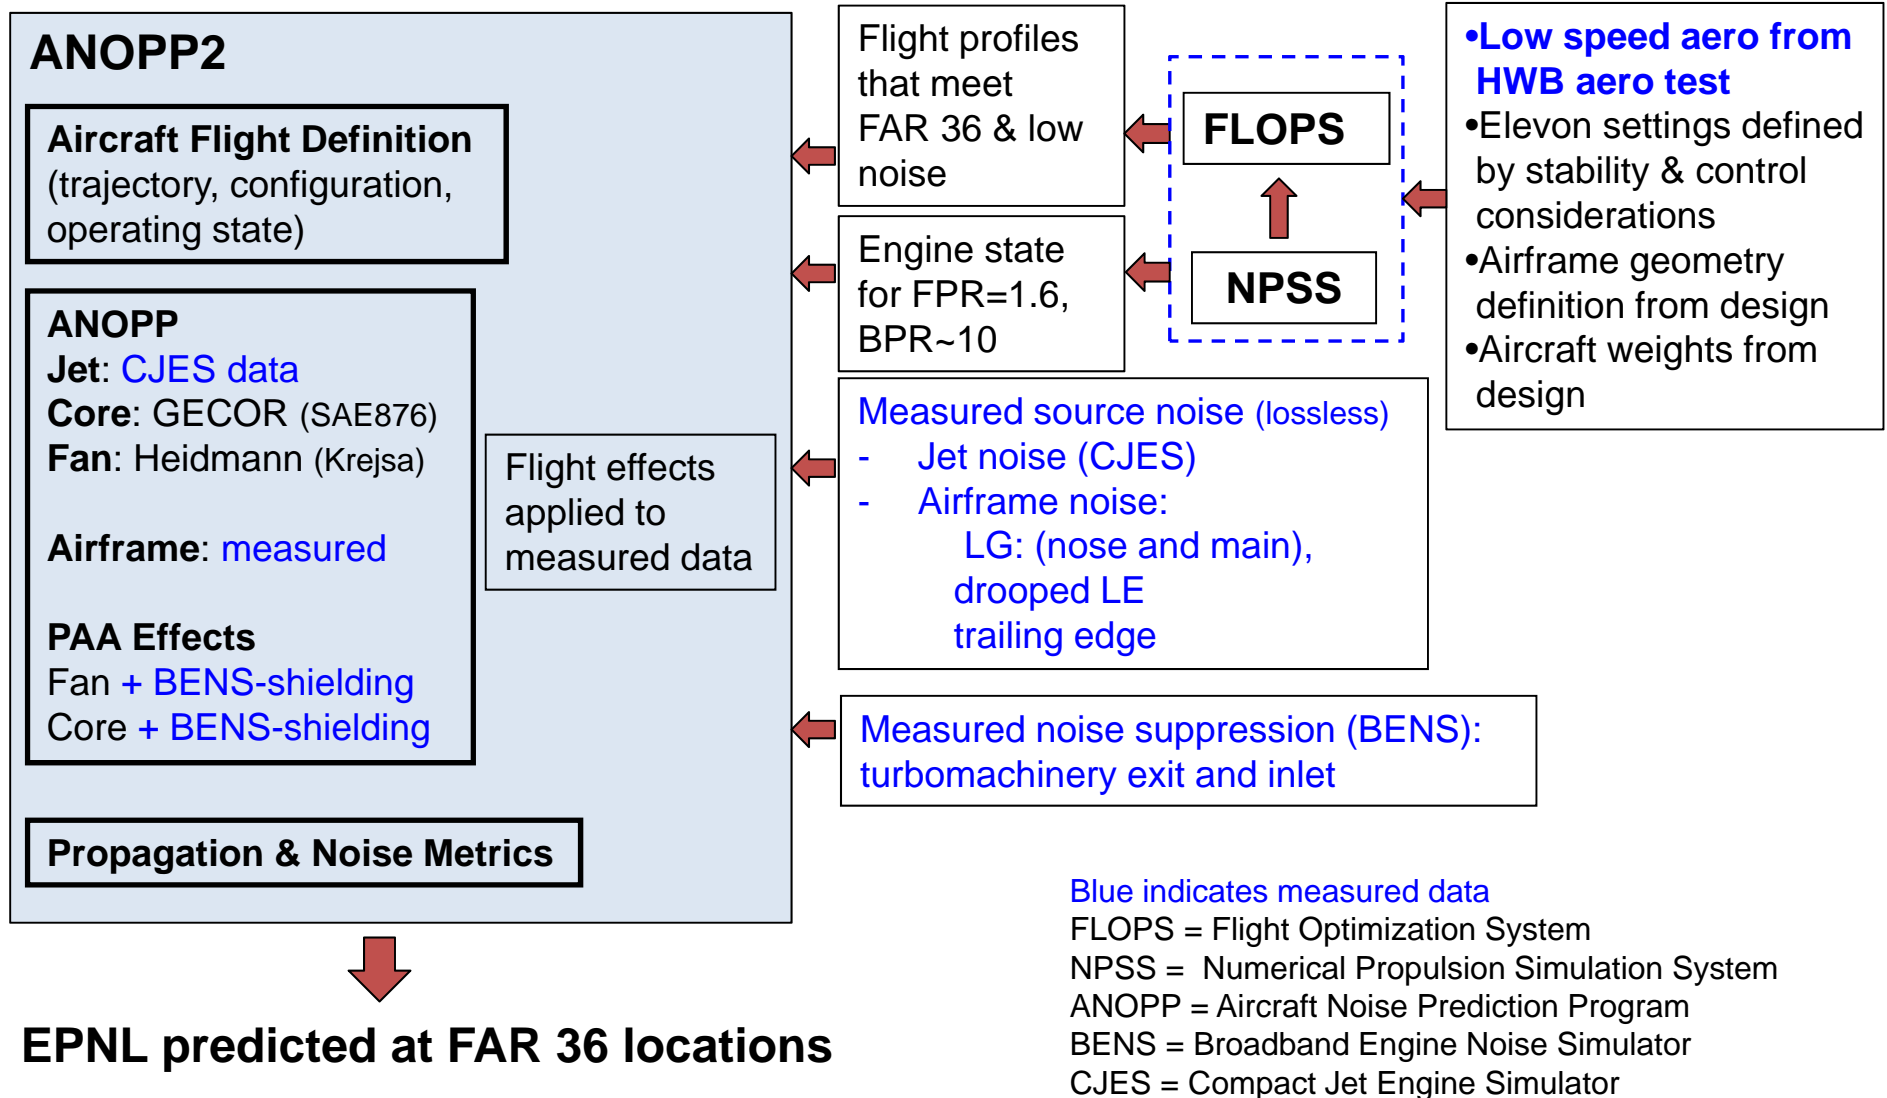 ANOPP2
Aircraft Flight Definition
(trajectory, configuration,
operating state)
ANOPP
Jet: CJES data
Core: GECOR (SAE876)
Fan: Heidmann (Krejsa)
Airframe: measured
PAA Effects
Fan + BENS-shielding
Core + BENS-shielding
Flight effects
applied to
measured data
Propagation & Noise Metrics
EPNL predicted at FAR 36 locations
Flight profiles
that meet
FAR 36 & low
noise
Engine state
for FPR=1.6,
BPR~10
FLOPS
NPSS
•Low speed aero from
HWB aero test
•Elevon settings defined
by stability & control
considerations
•Airframe geometry
definition from design
•Aircraft weights from
design
Measured source noise (lossless)
- Jet noise (CJES)
- Airframe noise:
LG: (nose and main),
drooped LE
trailing edge
Measured noise suppression (BENS):
turbomachinery exit and inlet
Blue indicates measured data
FLOPS = Flight Optimization System
NPSS = Numerical Propulsion Simulation System
ANOPP = Aircraft Noise Prediction Program
BENS = Broadband Engine Noise Simulator
CJES = Compact Jet Engine Simulator